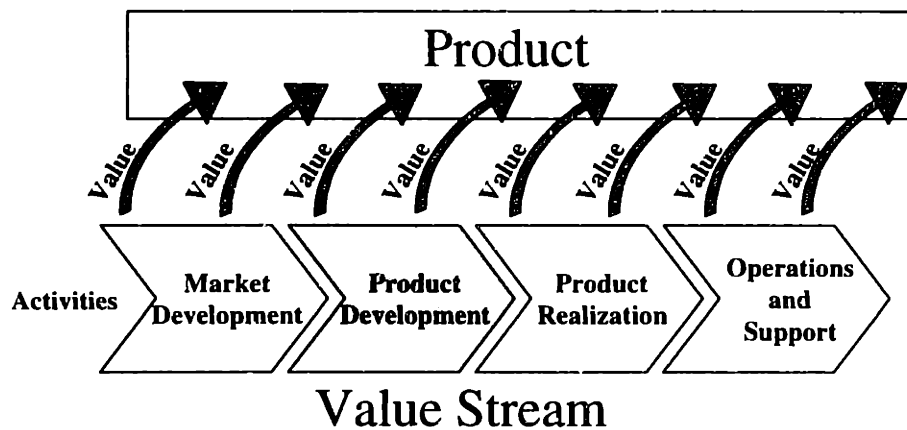 Product
Value Value Value Value Value Value Value Value
Activities
Market
Development
Product
Development
Product
Realization
Operations
and
Support
Value Stream